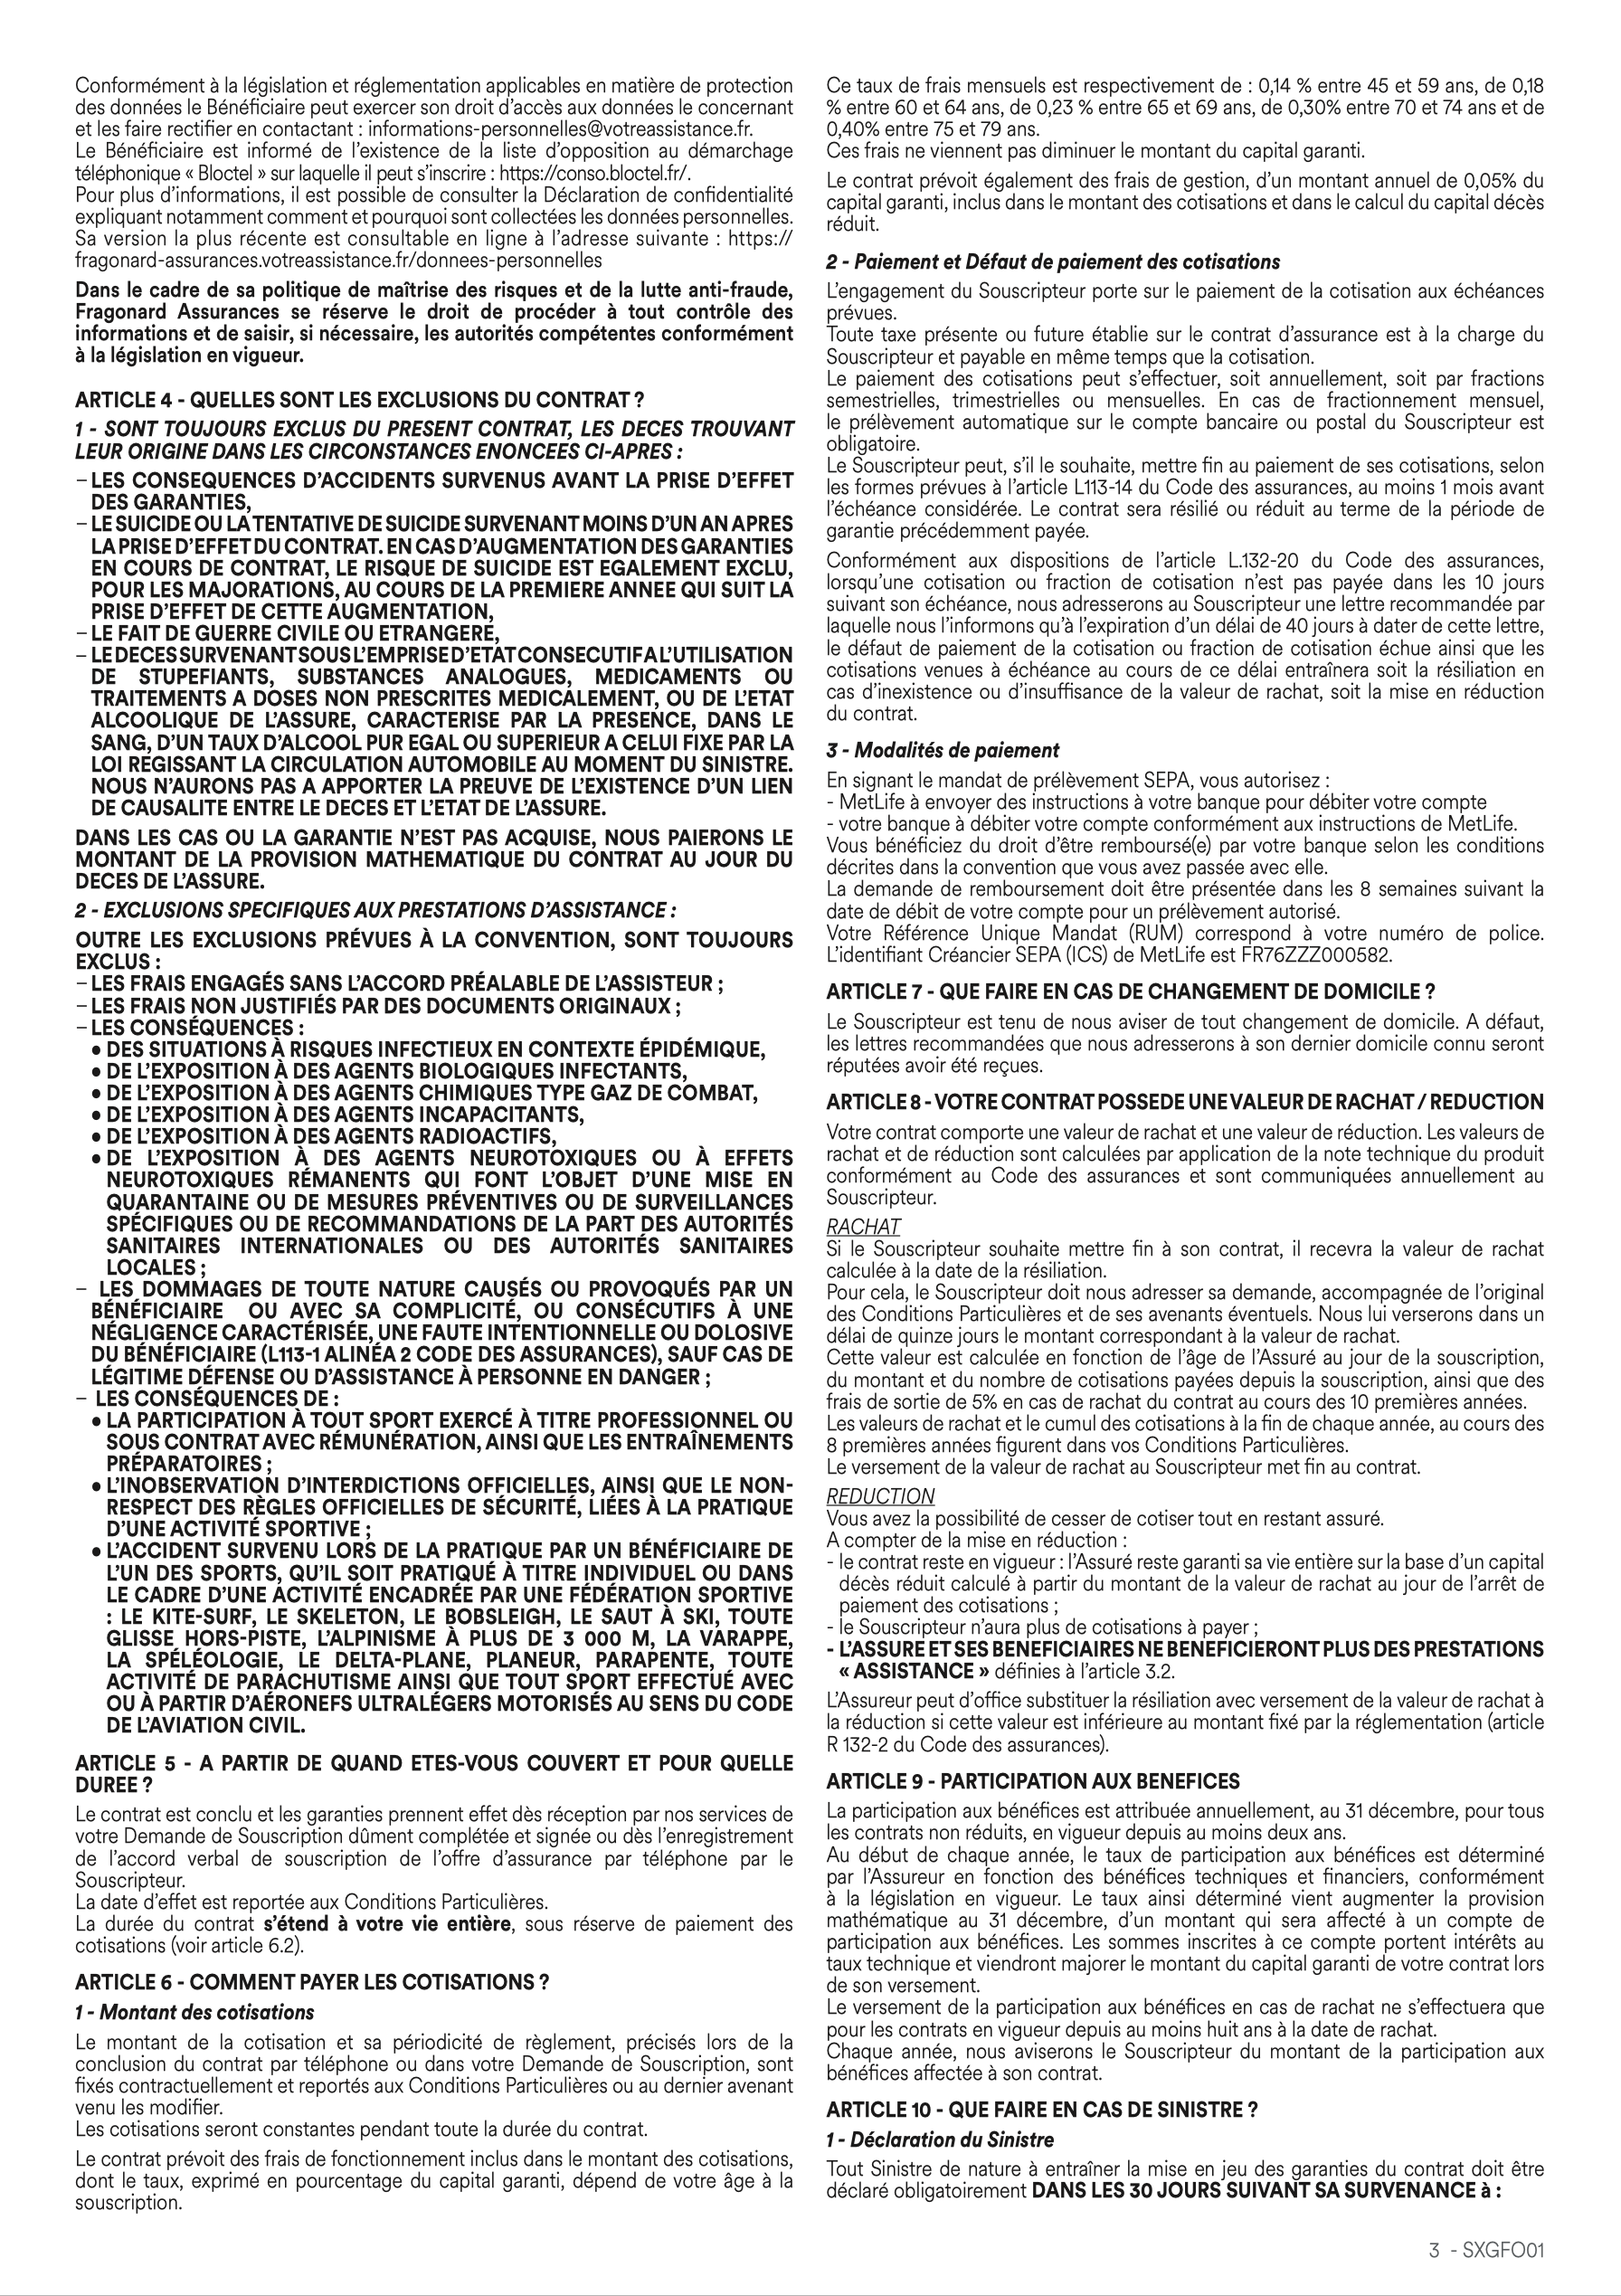 Conformément à la législation et réglementation applicables en matière de protection
des données le Bénéficiaire peut exercer son droit d’accès aux données le concernant
et les faire rectifier en contactant : informations-personnelles@votreassistance.fr.
Le Bénéficiaire est informé de l’existence de la liste d’opposition au démarchage
téléphonique « Bloctel » sur laquelle il peut s’inscrire : https://conso.bloctel.fr/.
Pour plus d’informations, il est possible de consulter la Déclaration de confidentialité
expliquant notamment comment et pourquoi sont collectées les données personnelles.
Sa version la plus récente est consultable en ligne à l’adresse suivante : https://
fragonard-assurances.votreassistance.fr/donnees-personnelles
Dans le cadre de sa politique de maîtrise des risques et de la lutte anti-fraude,
Fragonard Assurances se réserve le droit de procéder à tout contrôle des
informations et de saisir, si nécessaire, les autorités compétentes conformément
à la législation en vigueur.
ARTICLE 4 - QUELLES SONT LES EXCLUSIONS DU CONTRAT ?
1 - SONT TOUJOURS EXCLUS DU PRESENT CONTRAT, LES DECES TROUVANT
LEUR ORIGINE DANS LES CIRCONSTANCES ENONCEES CI-APRES :
– LES CONSEQUENCES D’ACCIDENTS SURVENUS AVANT LA PRISE D’EFFET
DES GARANTIES,
– LE SUICIDE OU LA TENTATIVE DE SUICIDE SURVENANT MOINS D’UN AN APRES
LA PRISE D’EFFET DU CONTRAT. EN CAS D’AUGMENTATION DES GARANTIES
EN COURS DE CONTRAT, LE RISQUE DE SUICIDE EST EGALEMENT EXCLU,
POUR LES MAJORATIONS, AU COURS DE LA PREMIERE ANNEE QUI SUIT LA
PRISE D’EFFET DE CETTE AUGMENTATION,
– LE FAIT DE GUERRE CIVILE OU ETRANGERE,
– LE DECES SURVENANT SOUS L’EMPRISE D’ETAT CONSECUTIF A L’UTILISATION
DE STUPEFIANTS, SUBSTANCES ANALOGUES, MEDICAMENTS OU
TRAITEMENTS A DOSES NON PRESCRITES MEDICALEMENT, OU DE L’ETAT
ALCOOLIQUE DE L’ASSURE, CARACTERISE PAR LA PRESENCE, DANS LE
SANG, D’UN TAUX D’ALCOOL PUR EGAL OU SUPERIEUR A CELUI FIXE PAR LA
LOI REGISSANT LA CIRCULATION AUTOMOBILE AU MOMENT DU SINISTRE.
NOUS N’AURONS PAS A APPORTER LA PREUVE DE L’EXISTENCE D’UN LIEN
DE CAUSALITE ENTRE LE DECES ET L’ETAT DE L’ASSURE.
DANS LES CAS OU LA GARANTIE N’EST PAS ACQUISE, NOUS PAIERONS LE
MONTANT DE LA PROVISION MATHEMATIQUE DU CONTRAT AU JOUR DU
DECES DE L’ASSURE.
2 - EXCLUSIONS SPECIFIQUES AUX PRESTATIONS D’ASSISTANCE :
OUTRE LES EXCLUSIONS PRÉVUES À LA CONVENTION, SONT TOUJOURS
EXCLUS :
– LES FRAIS ENGAGÉS SANS L’ACCORD PRÉALABLE DE L’ASSISTEUR ;
– LES FRAIS NON JUSTIFIÉS PAR DES DOCUMENTS ORIGINAUX ;
– LES CONSÉQUENCES :
• DES SITUATIONS À RISQUES INFECTIEUX EN CONTEXTE ÉPIDÉMIQUE,
• DE L’EXPOSITION À DES AGENTS BIOLOGIQUES INFECTANTS,
• DE L’EXPOSITION À DES AGENTS CHIMIQUES TYPE GAZ DE COMBAT,
• DE L’EXPOSITION À DES AGENTS INCAPACITANTS,
• DE L’EXPOSITION À DES AGENTS RADIOACTIFS,
• DE L’EXPOSITION À DES AGENTS NEUROTOXIQUES OU À EFFETS
NEUROTOXIQUES RÉMANENTS QUI FONT L’OBJET D’UNE MISE EN
QUARANTAINE OU DE MESURES PRÉVENTIVES OU DE SURVEILLANCES
SPÉCIFIQUES OU DE RECOMMANDATIONS DE LA PART DES AUTORITÉS
SANITAIRES INTERNATIONALES OU DES AUTORITÉS SANITAIRES
LOCALES ;
– LES DOMMAGES DE TOUTE NATURE CAUSÉS OU PROVOQUÉS PAR UN
BÉNÉFICIAIRE OU AVEC SA COMPLICITÉ, OU CONSÉCUTIFS À UNE
NÉGLIGENCE CARACTÉRISÉE, UNE FAUTE INTENTIONNELLE OU DOLOSIVE
DU BÉNÉFICIAIRE (L113-1 ALINÉA 2 CODE DES ASSURANCES), SAUF CAS DE
LÉGITIME DÉFENSE OU D’ASSISTANCE À PERSONNE EN DANGER ;
– LES CONSÉQUENCES DE :
• LA PARTICIPATION À TOUT SPORT EXERCÉ À TITRE PROFESSIONNEL OU
SOUS CONTRAT AVEC RÉMUNÉRATION, AINSI QUE LES ENTRAÎNEMENTS
PRÉPARATOIRES ;
• L’INOBSERVATION D’INTERDICTIONS OFFICIELLES, AINSI QUE LE NON-
RESPECT DES RÈGLES OFFICIELLES DE SÉCURITÉ, LIÉES À LA PRATIQUE
D’UNE ACTIVITÉ SPORTIVE ;
• L’ACCIDENT SURVENU LORS DE LA PRATIQUE PAR UN BÉNÉFICIAIRE DE
L’UN DES SPORTS, QU’IL SOIT PRATIQUÉ À TITRE INDIVIDUEL OU DANS
LE CADRE D’UNE ACTIVITÉ ENCADRÉE PAR UNE FÉDÉRATION SPORTIVE
: LE KITE-SURF, LE SKELETON, LE BOBSLEIGH, LE SAUT À SKI, TOUTE
GLISSE HORS-PISTE, L’ALPINISME À PLUS DE 3 000 M, LA VARAPPE,
LA SPÉLÉOLOGIE, LE DELTA-PLANE, PLANEUR, PARAPENTE, TOUTE
ACTIVITÉ DE PARACHUTISME AINSI QUE TOUT SPORT EFFECTUÉ AVEC
OU À PARTIR D’AÉRONEFS ULTRALÉGERS MOTORISÉS AU SENS DU CODE
DE L’AVIATION CIVIL.
ARTICLE 5 - A PARTIR DE QUAND ETES-VOUS COUVERT ET POUR QUELLE
DUREE ?
Le contrat est conclu et les garanties prennent effet dès réception par nos services de
votre Demande de Souscription dûment complétée et signée ou dès l’enregistrement
de l’accord verbal de souscription de l’offre d’assurance par téléphone par le
Souscripteur.
La date d’effet est reportée aux Conditions Particulières.
La durée du contrat s’étend à votre vie entière, sous réserve de paiement des
cotisations (voir article 6.2).
ARTICLE 6 - COMMENT PAYER LES COTISATIONS ?
1 - Montant des cotisations
Le montant de la cotisation et sa périodicité de règlement, précisés lors de la
conclusion du contrat par téléphone ou dans votre Demande de Souscription, sont
fixés contractuellement et reportés aux Conditions Particulières ou au dernier avenant
venu les modifier.
Les cotisations seront constantes pendant toute la durée du contrat.
Le contrat prévoit des frais de fonctionnement inclus dans le montant des cotisations,
dont le taux, exprimé en pourcentage du capital garanti, dépend de votre âge à la
souscription.
Ce taux de frais mensuels est respectivement de : 0,14 % entre 45 et 59 ans, de 0,18
% entre 60 et 64 ans, de 0,23 % entre 65 et 69 ans, de 0,30% entre 70 et 74 ans et de
0,40% entre 75 et 79 ans.
Ces frais ne viennent pas diminuer le montant du capital garanti.
Le contrat prévoit également des frais de gestion, d’un montant annuel de 0,05% du
capital garanti, inclus dans le montant des cotisations et dans le calcul du capital décès
réduit.
2 - Paiement et Défaut de paiement des cotisations
L’engagement du Souscripteur porte sur le paiement de la cotisation aux échéances
prévues.
Toute taxe présente ou future établie sur le contrat d’assurance est à la charge du
Souscripteur et payable en même temps que la cotisation.
Le paiement des cotisations peut s’effectuer, soit annuellement, soit par fractions
semestrielles, trimestrielles ou mensuelles. En cas de fractionnement mensuel,
le prélèvement automatique sur le compte bancaire ou postal du Souscripteur est
obligatoire.
Le Souscripteur peut, s’il le souhaite, mettre fin au paiement de ses cotisations, selon
les formes prévues à l’article L113-14 du Code des assurances, au moins 1 mois avant
l’échéance considérée. Le contrat sera résilié ou réduit au terme de la période de
garantie précédemment payée.
Conformément aux dispositions de l’article L.132-20 du Code des assurances,
lorsqu’une cotisation ou fraction de cotisation n’est pas payée dans les 10 jours
suivant son échéance, nous adresserons au Souscripteur une lettre recommandée par
laquelle nous l’informons qu’à l’expiration d’un délai de 40 jours à dater de cette lettre,
le défaut de paiement de la cotisation ou fraction de cotisation échue ainsi que les
cotisations venues à échéance au cours de ce délai entraînera soit la résiliation en
cas d’inexistence ou d’insuffisance de la valeur de rachat, soit la mise en réduction
du contrat.
3 - Modalités de paiement
En signant le mandat de prélèvement SEPA, vous autorisez :
- MetLife à envoyer des instructions à votre banque pour débiter votre compte
- votre banque à débiter votre compte conformément aux instructions de MetLife.
Vous bénéficiez du droit d’être remboursé(e) par votre banque selon les conditions
décrites dans la convention que vous avez passée avec elle.
La demande de remboursement doit être présentée dans les 8 semaines suivant la
date de débit de votre compte pour un prélèvement autorisé.
Votre Référence Unique Mandat (RUM) correspond à votre numéro de police.
L’identifiant Créancier SEPA (ICS) de MetLife est FR76ZZZ000582.
ARTICLE 7 - QUE FAIRE EN CAS DE CHANGEMENT DE DOMICILE ?
Le Souscripteur est tenu de nous aviser de tout changement de domicile. A défaut,
les lettres recommandées que nous adresserons à son dernier domicile connu seront
réputées avoir été reçues.
ARTICLE 8 - VOTRE CONTRAT POSSEDE UNE VALEUR DE RACHAT / REDUCTION
Votre contrat comporte une valeur de rachat et une valeur de réduction. Les valeurs de
rachat et de réduction sont calculées par application de la note technique du produit
conformément au Code des assurances et sont communiquées annuellement au
Souscripteur.
RACHAT
Si le Souscripteur souhaite mettre fin à son contrat, il recevra la valeur de rachat
calculée à la date de la résiliation.
Pour cela, le Souscripteur doit nous adresser sa demande, accompagnée de l’original
des Conditions Particulières et de ses avenants éventuels. Nous lui verserons dans un
délai de quinze jours le montant correspondant à la valeur de rachat.
Cette valeur est calculée en fonction de l’âge de l’Assuré au jour de la souscription,
du montant et du nombre de cotisations payées depuis la souscription, ainsi que des
frais de sortie de 5% en cas de rachat du contrat au cours des 10 premières années.
Les valeurs de rachat et le cumul des cotisations à la fin de chaque année, au cours des
8 premières années figurent dans vos Conditions Particulières.
Le versement de la valeur de rachat au Souscripteur met fin au contrat.
REDUCTION
Vous avez la possibilité de cesser de cotiser tout en restant assuré.
A compter de la mise en réduction :
- le contrat reste en vigueur : l’Assuré reste garanti sa vie entière sur la base d’un capital
décès réduit calculé à partir du montant de la valeur de rachat au jour de l’arrêt de
paiement des cotisations ;
- le Souscripteur n’aura plus de cotisations à payer ;
- L’ASSURE ET SES BENEFICIAIRES NE BENEFICIERONT PLUS DES PRESTATIONS
« ASSISTANCE » définies à l’article 3.2.
L’Assureur peut d’office substituer la résiliation avec versement de la valeur de rachat à
la réduction si cette valeur est inférieure au montant fixé par la réglementation (article
R 132-2 du Code des assurances).
ARTICLE 9 - PARTICIPATION AUX BENEFICES
La participation aux bénéfices est attribuée annuellement, au 31 décembre, pour tous
les contrats non réduits, en vigueur depuis au moins deux ans.
Au début de chaque année, le taux de participation aux bénéfices est déterminé
par l’Assureur en fonction des bénéfices techniques et financiers, conformément
à la législation en vigueur. Le taux ainsi déterminé vient augmenter la provision
mathématique au 31 décembre, d’un montant qui sera affecté à un compte de
participation aux bénéfices. Les sommes inscrites à ce compte portent intérêts au
taux technique et viendront majorer le montant du capital garanti de votre contrat lors
de son versement.
Le versement de la participation aux bénéfices en cas de rachat ne s’effectuera que
pour les contrats en vigueur depuis au moins huit ans à la date de rachat.
Chaque année, nous aviserons le Souscripteur du montant de la participation aux
bénéfices affectée à son contrat.
ARTICLE 10 - QUE FAIRE EN CAS DE SINISTRE ?
1 - Déclaration du Sinistre
Tout Sinistre de nature à entraîner la mise en jeu des garanties du contrat doit être
déclaré obligatoirement DANS LES 30 JOURS SUIVANT SA SURVENANCE à :
3 - SXGFO01